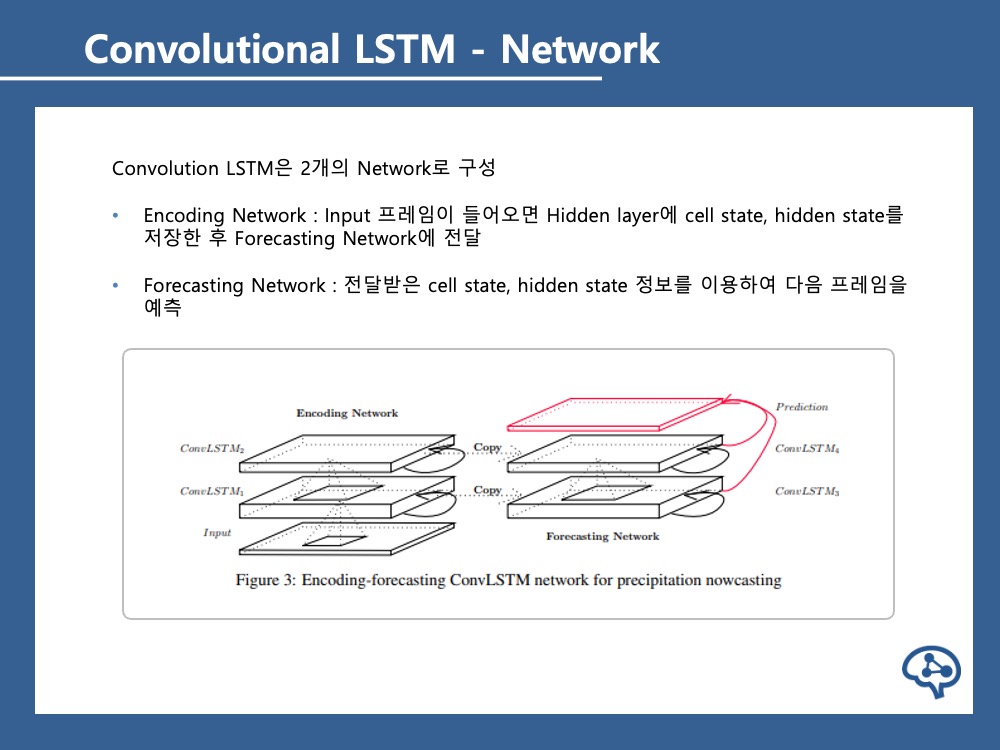 Convolutional LSTM - Network
Convolution LSTM은 2개의 Network로 구성
• Encoding Network : Input 프레임이 들어오면 Hidden layer에 cell state, hidden state를
저장한 후 Forecasting Network에 전달
• Forecasting Network : 전달받은 cell state, hidden state 정보를 이용하여 다음 프레임을
예측
Encoding Network
Prediction
ConvLSTM₂
Copy
ConvLSTM₄
ConvLSTM₁
Copy
ConvLSTM₃
Input
Forecasting Network
Figure 3: Encoding-forecasting ConvLSTM network for precipitation nowcasting